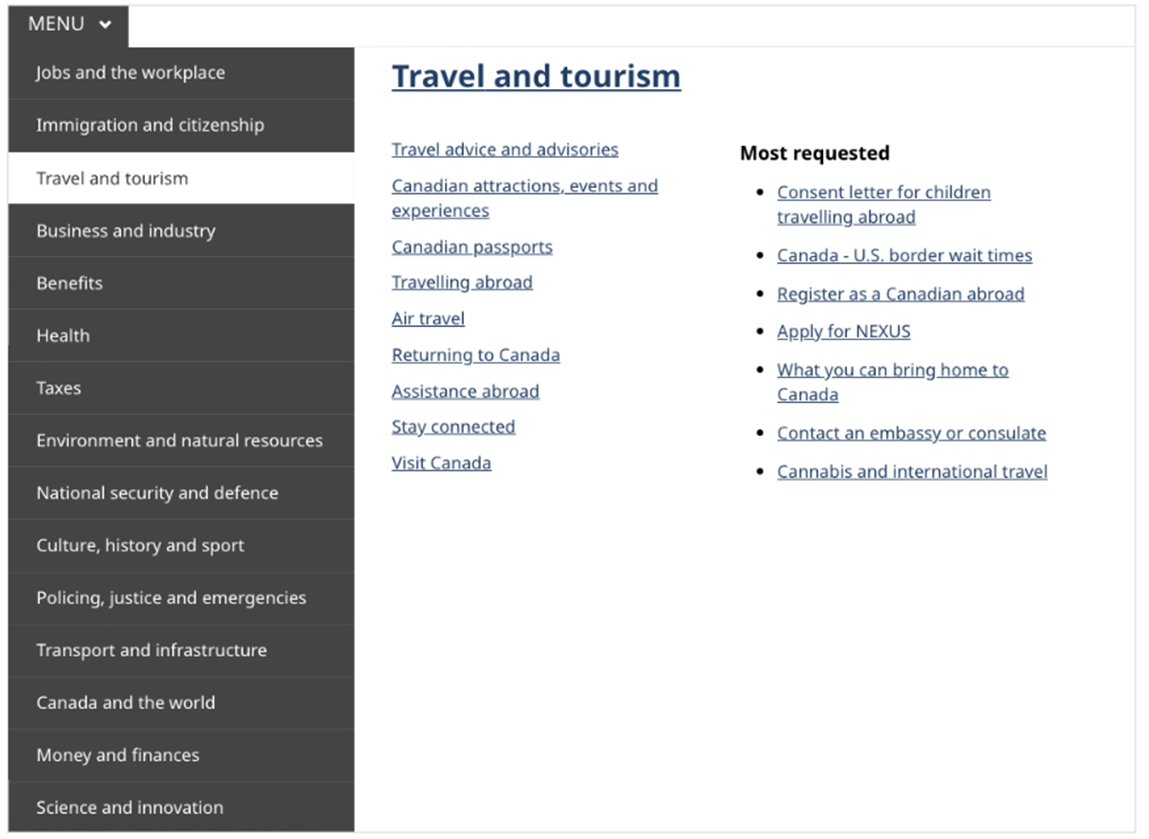 MENU
Jobs and the workplace
Immigration and citizenship
Travel and tourism
Business and industry
Benefits
Health
Taxes
Environment and natural resources
National security and defence
Culture, history and sport
Policing, justice and emergencies
Transport and infrastructure
Canada and the world
Money and finances
Science and innovation
Travel and tourism
Travel advice and advisories
Canadian attractions, events and
experiences
Canadian passports
Travelling abroad
Air travel
Returning to Canada
Assistance abroad
Stay connected
Visit Canada
Most requested
Consent letter for children
travelling abroad
Canada - U.S. border wait times
Register as a Canadian abroad
Apply for NEXUS
What you can bring home to
Canada
Contact an embassy or consulate
Cannabis and international travel